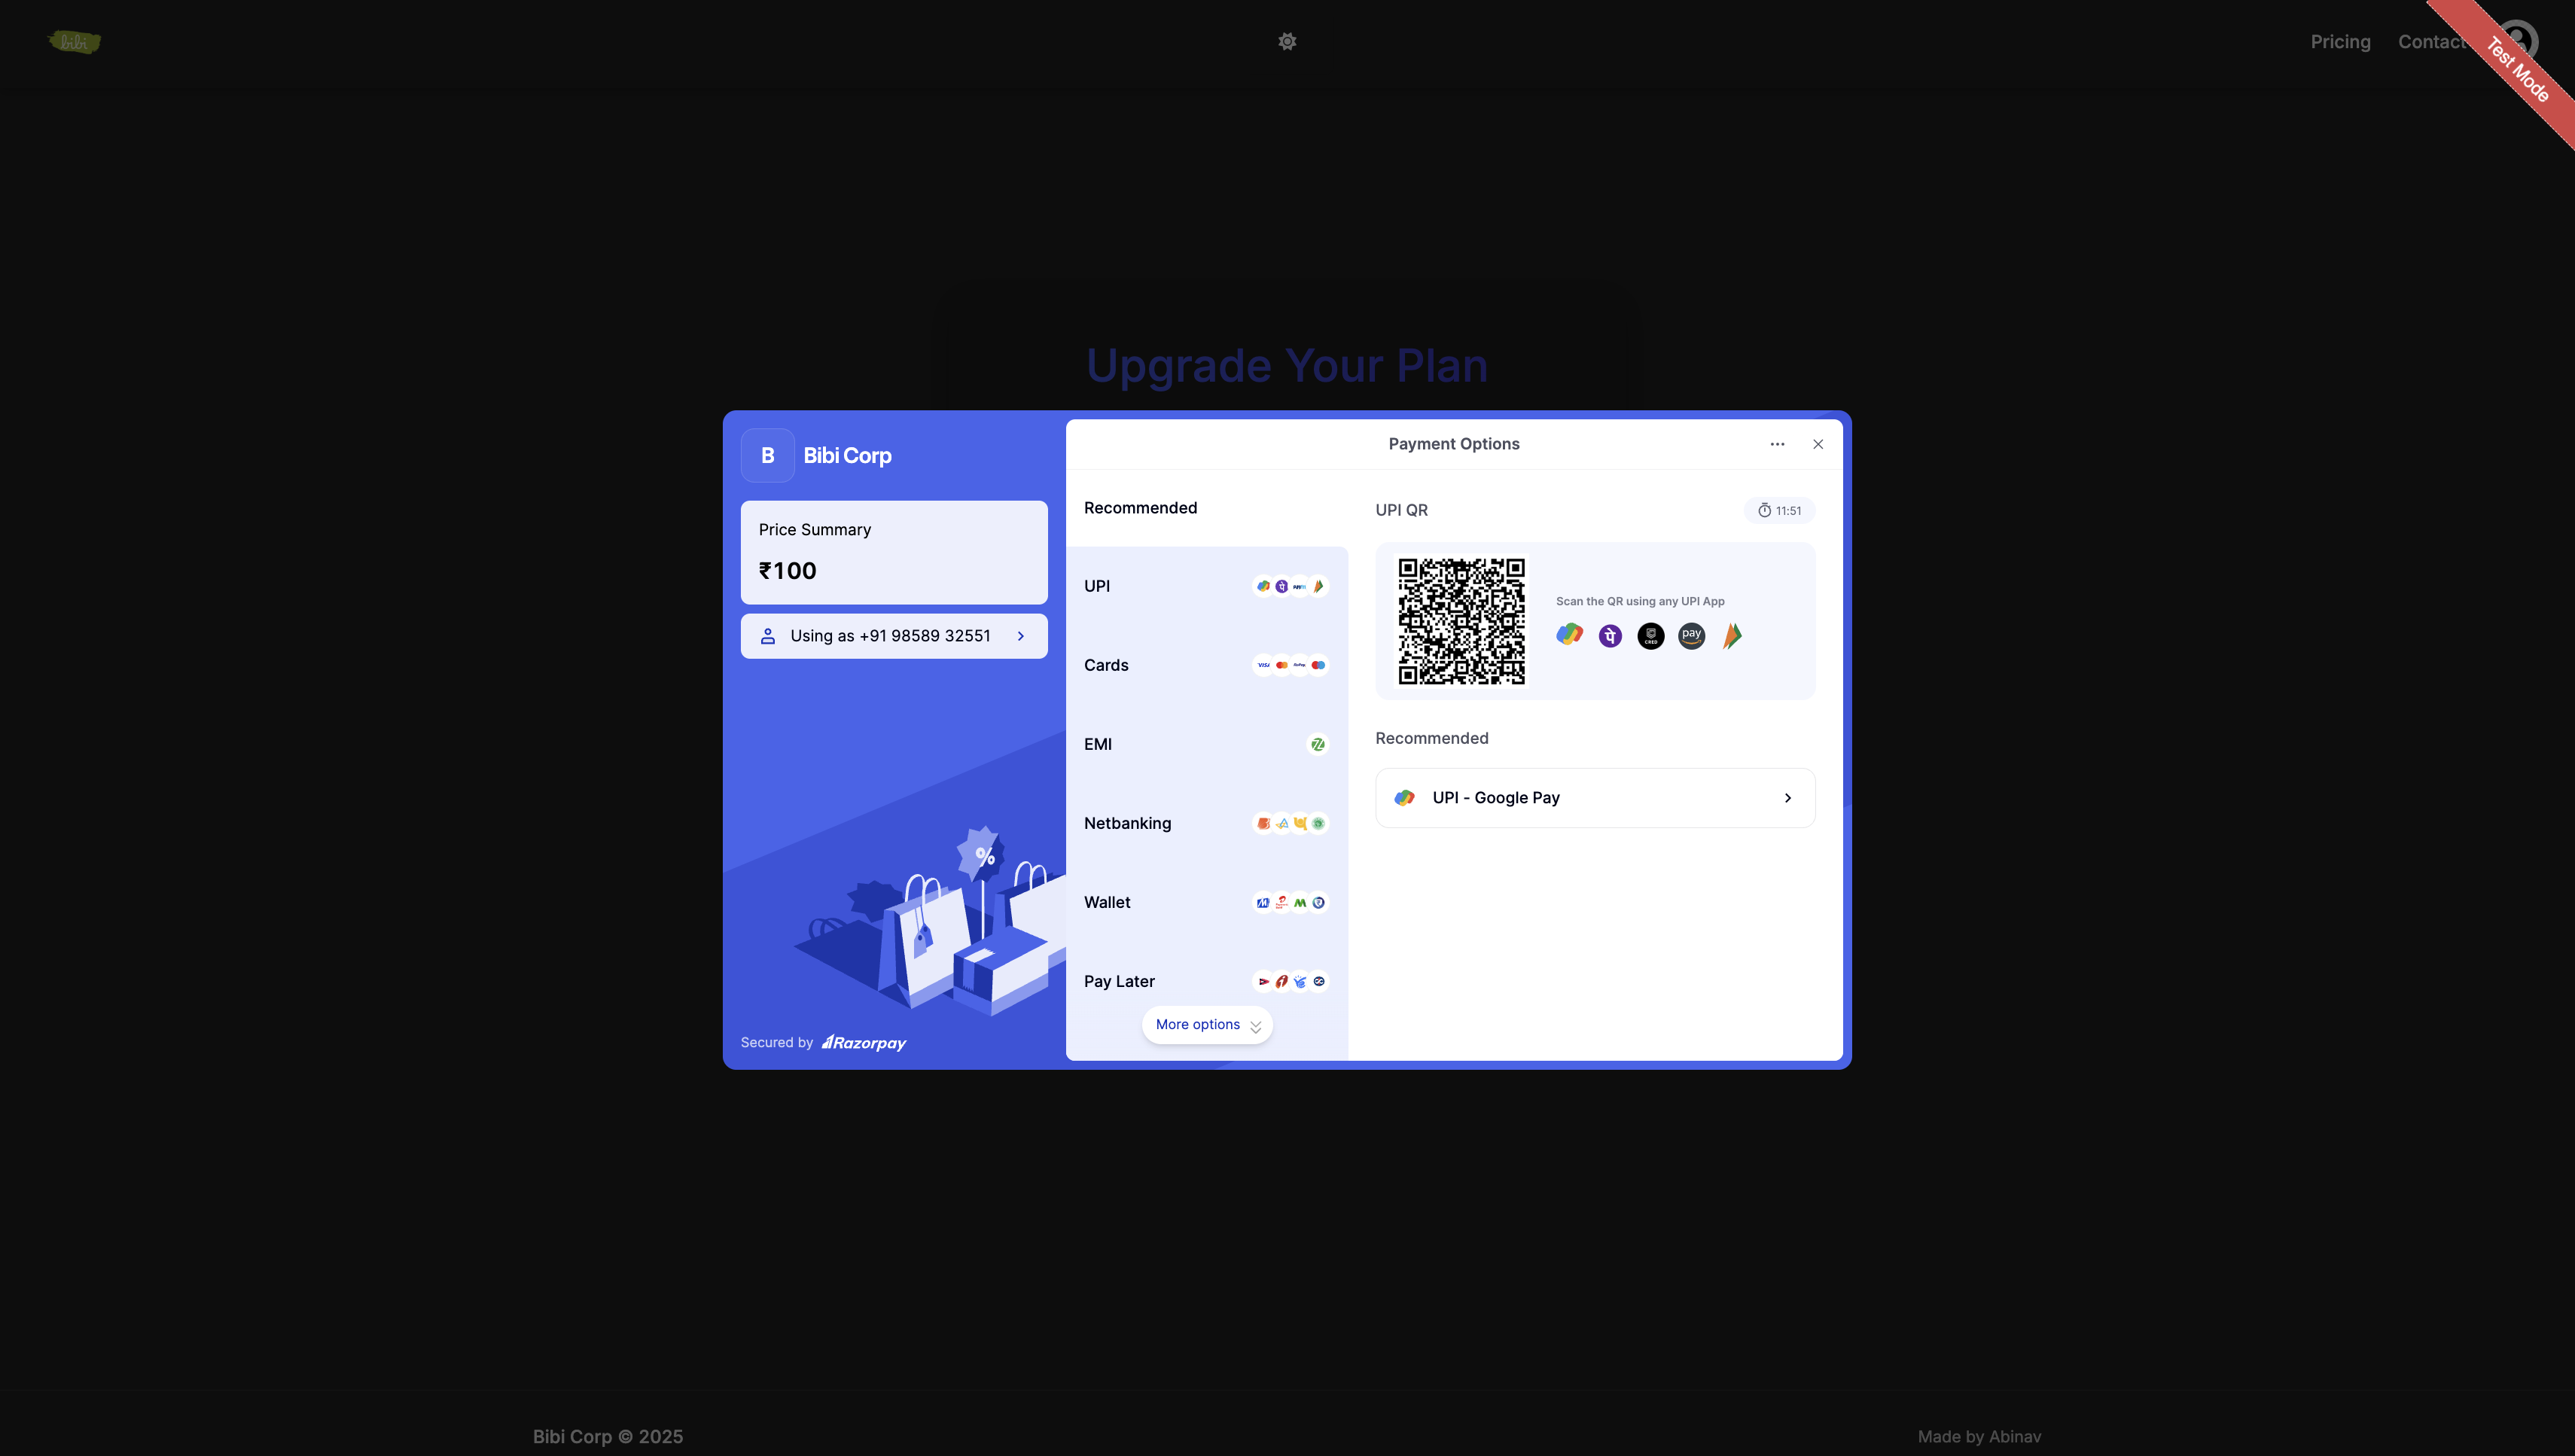 bibi
Pricing
Contact
Test Mode
Upgrade Your Plan
B
Bibi Corp
Price Summary
₹100
Using as +91 98589 32551
%
Secured by Razorpay
Payment Options
Recommended
UPI
Cards
VISA
EMI
Netbanking
Wallet
Pay Later
More options
UPI QR
11:51
Scan the QR using any UPI App
पे
CRED
pay
Recommended
UPI - Google Pay
Bibi Corp © 2025
Made by Abinav